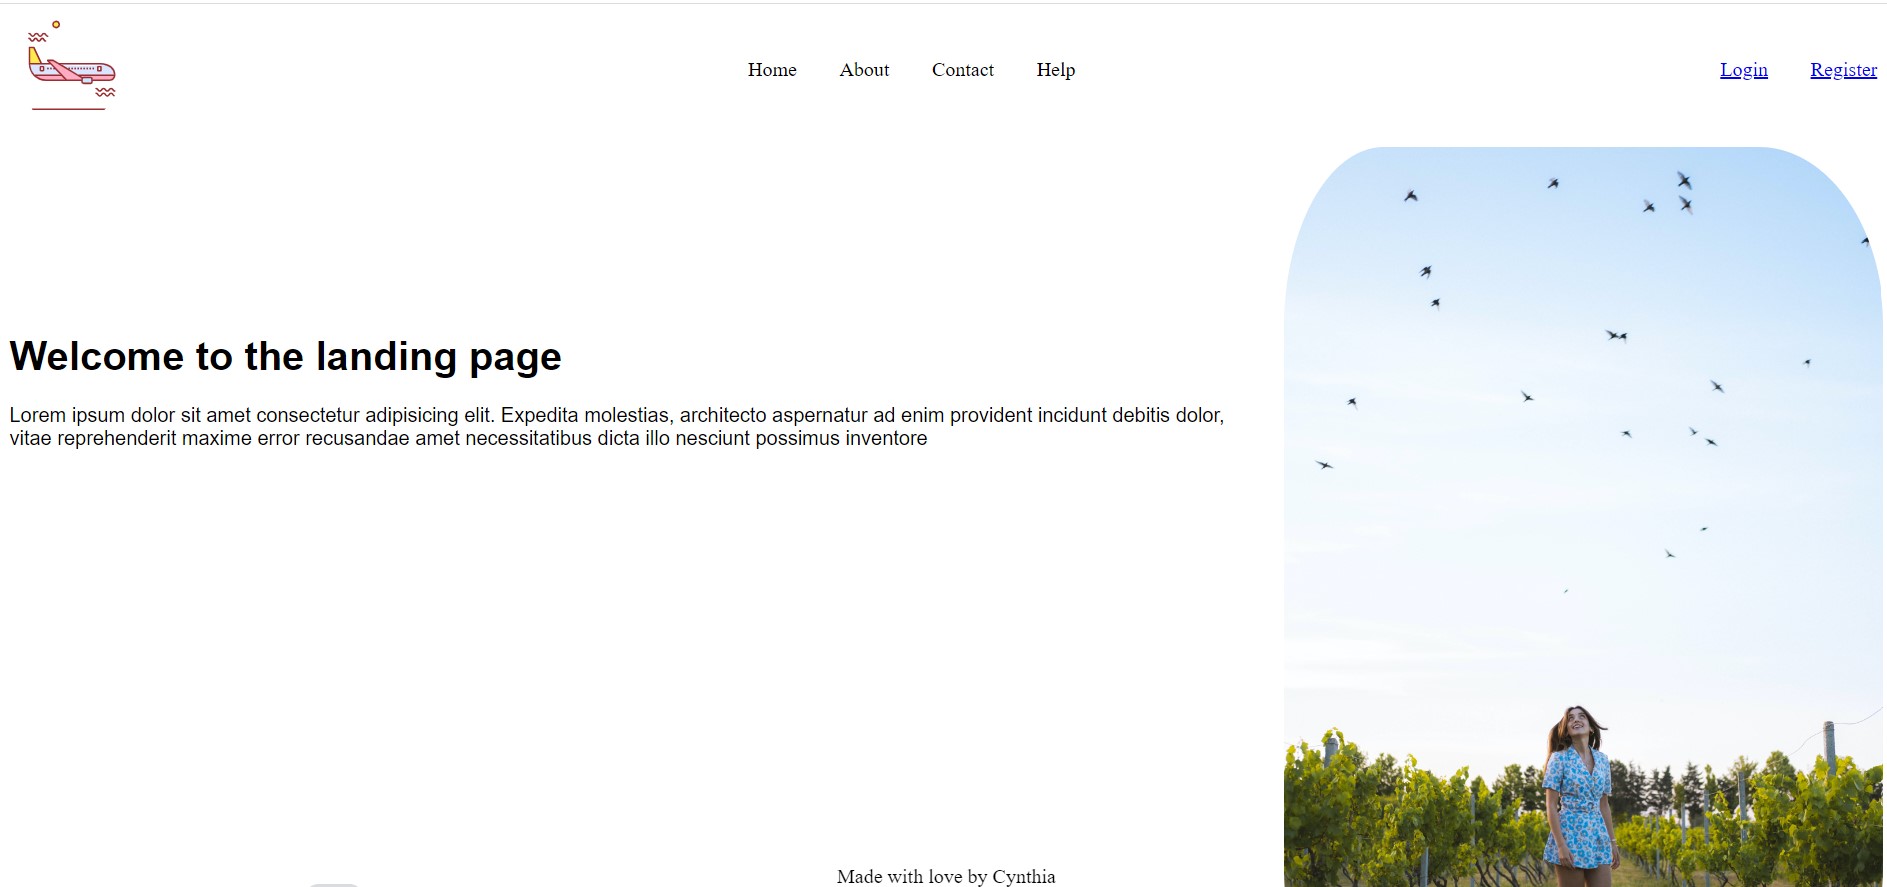 Home About Contact Help Login Register
Welcome to the landing page
Lorem ipsum dolor sit amet consectetur adipisicing elit. Expedita molestias, architecto aspernatur ad enim provident incidunt debitis dolor,
vitae reprehenderit maxime error recusandae amet necessitatibus dicta illo nesciunt possimus inventore
Made with love by Cynthia